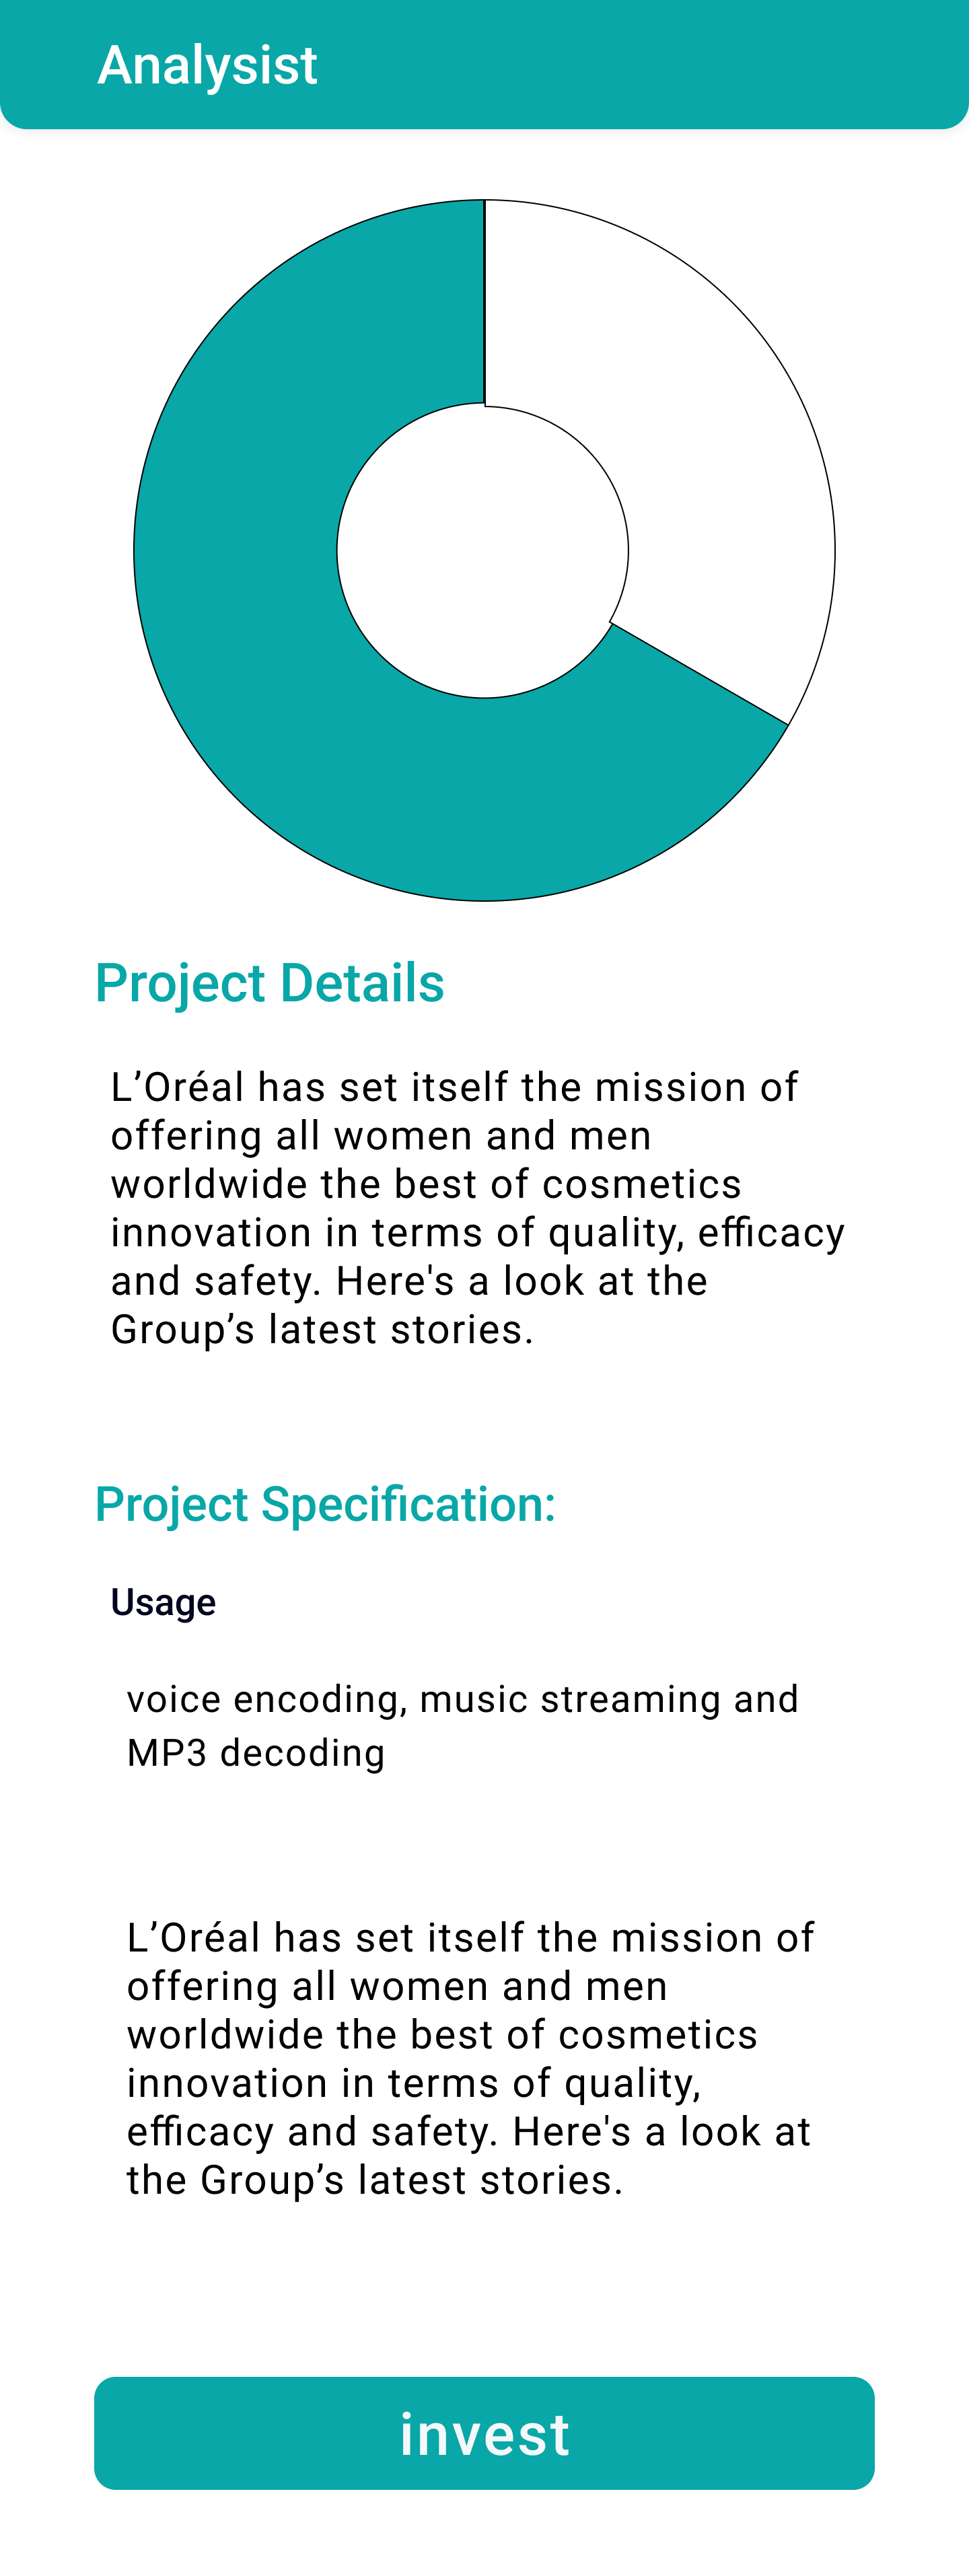 Analysist
Project Details
L’Oréal has set itself the mission of
offering all women and men
worldwide the best of cosmetics
innovation in terms of quality, efficacy
and safety. Here's a look at the
Group’s latest stories.
Project Specification:
Usage
voice encoding, music streaming and
MP3 decoding
L’Oréal has set itself the mission of
offering all women and men
worldwide the best of cosmetics
innovation in terms of quality,
efficacy and safety. Here's a look at
the Group’s latest stories.
invest